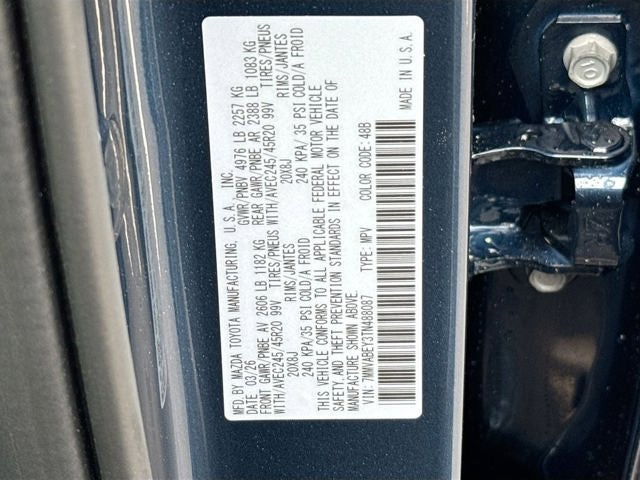 MFD.BY MAZDA TOYOTA MANUFACTURING, U.S.A., INC.
DATE 03/26 GVWR/PNBV 4976 LB 2257 KG
FRONT GAWR/PNBE AV 2606 LB 1182 KG REAR GAWR/PNBE AR 2388 LB 1083 KG
WITH/AVEC245/45R20 99V TIRES/PNEUS WITH/AVEC245/45R20 99V TIRES/PNEUS
20X8J RIMS/JANTES 20X8J RIMS/JANTES
240 KPA/35 PSI COLD/A FROID 240 KPA/ 35 PSI COLD/A FROID
THIS VEHICLE CONFORMS TO ALL APPLICABLE FEDERAL MOTOR VEHICLE
SAFETY,AND THEFT PREVENTION STANDARDS IN EFFECT ON THE DATE OF
MANUFACTURE SHOWN ABOVE.
VIN: 7MMVABEY3TN488087 TYPE: MPV COLOR CODE: 48B
MADE IN U.S.A.